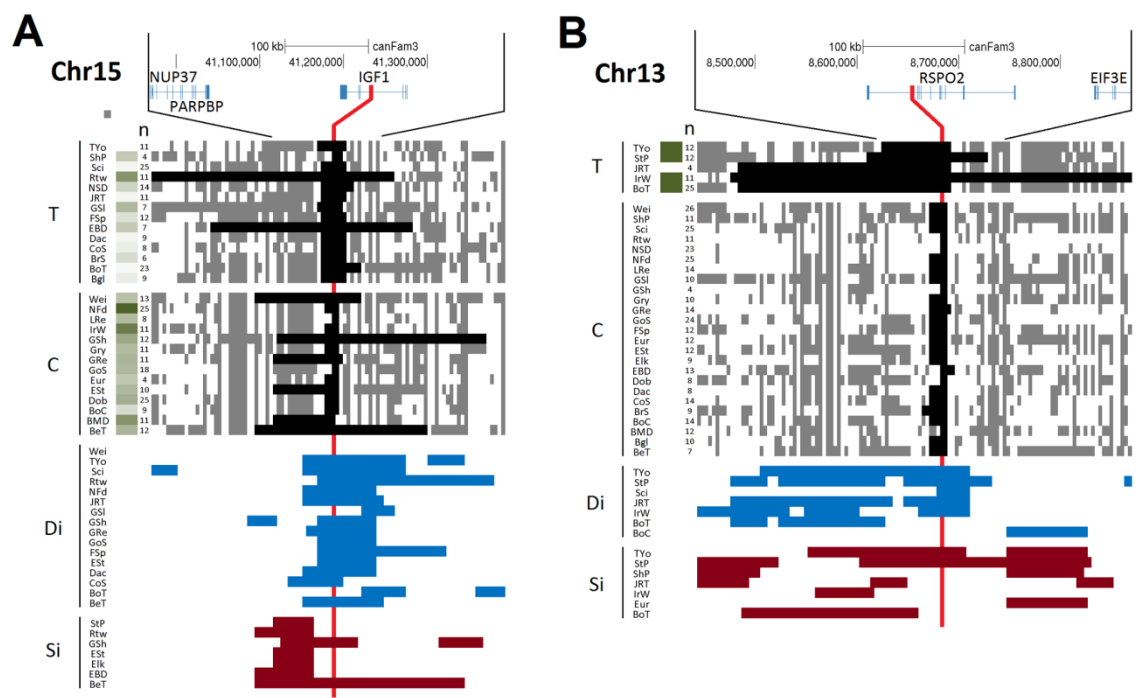 A
100 kb canFam3
41,100,000 41,200,000 41,300,000
Chr15
NUP37 IGF1
PARPBP
n
T
TYo 11
ShP 4
Sci 25
Rtw 11
NSD 14
JRT 11
GSl 7
FSp 12
EBD 7
Dac 9
CoS 8
BrS 6
BoT 23
Bgl 9
C
Wei 13
NFd 25
LRe 8
IrW 11
GSh 12
Gry 11
GRe 11
GoS 18
Eur 4
ESt 10
Dob 25
BoC 9
BMD 11
BeT 12
Di
Wei
TYo
Sci
Rtw
NFd
JRT
GSl
GSh
GRe
GoS
FSp
ESt
Dac
CoS
BoT
BeT
Si
StP
Rtw
GSh
ESt
Elk
EBD
BeT
B
100 kb canFam3
8,500,000 8,600,000 8,700,000 8,800,000
Chr13
RSPO2 EIF3E
n
T
TYo 12
StP 12
JRT 4
IrW 11
BoT 25
C
Wei 26
ShP 11
Sci 25
Rtw 11
NSD 23
NFd 25
LRe 14
GSl 10
GSh 4
Gry 10
GRe 14
GoS 24
FSp 12
Eur 12
ESt 12
Elk 9
EBD 13
Dob 8
Dac 8
CoS 14
BrS 9
BoC 14
BMD 12
Bgl 10
BeT 7
Di
TYo
StP
Sci
JRT
IrW
BoT
BoC
Si
TYo
StP
ShP
JRT
IrW
Eur
BoT